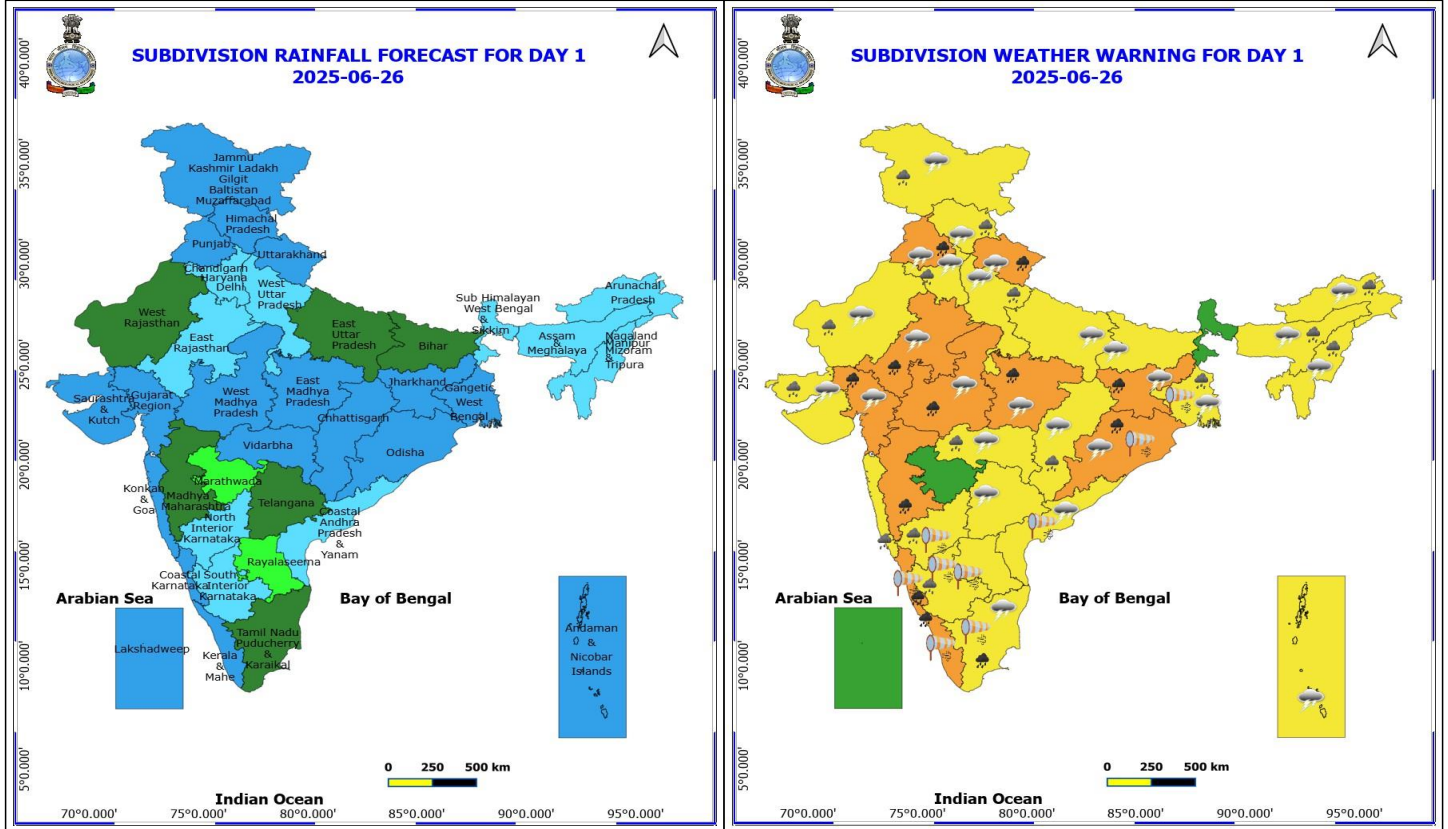 SUBDIVISION RAINFALL FORECAST FOR DAY 1
2025-06-26
40°0.000'
35°0.000'
30°0.000'
25°0.000'
20°0.000'
15°0.000'
10°0.000'
5°0.000'
Jammu
Kashmir Ladakh
Gilgit
Baltistan
Muzaffarabad
Himachal
Pradesh
Punjab
Uttarakhand
Chandigarh
Haryana
Delhi
West
Uttar
Pradesh
West
Rajasthan
East
Rajasthan
East
Uttar
Pradesh
Bihar
Sub Himalayan
West Bengal
&
Sikkim
Arunachal
Pradesh
Assam
&
Meghalaya
Nagaland
Manipur
Mizoram
&
Tripura
Saurashtra
&
Kutch
Gujarat
Region
West
Madhya
Pradesh
East
Madhya
Pradesh
Jharkhand
Gangetic
West
Bengal
Chhattisgarh
Vidarbha
Odisha
Konkan
&
Goa
Madhya
Maharashtra
Marathwada
Telangana
North
Interior
Karnataka
Coastal
Andhra
Pradesh
&
Yanam
Rayalaseema
Coastal
Karnataka
South
Interior
Karnataka
Arabian Sea
Bay of Bengal
Lakshadweep
Kerala
&
Mahe
Tamil Nadu
Puducherry
&
Karaikal
Andaman
&
Nicobar
Islands
0 250 500 km
Indian Ocean
70°0.000' 75°0.000' 80°0.000' 85°0.000' 90°0.000' 95°0.000'
SUBDIVISION WEATHER WARNING FOR DAY 1
2025-06-26
40°0.000'
35°0.000'
30°0.000'
25°0.000'
20°0.000'
15°0.000'
10°0.000'
5°0.000'
Arabian Sea
Bay of Bengal
0 250 500 km
Indian Ocean
70°0.000' 75°0.000' 80°0.000' 85°0.000' 90°0.000' 95°0.000'